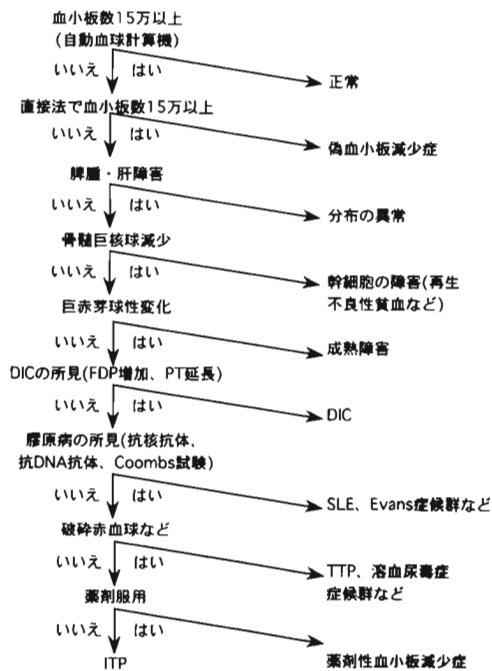 血小板数15万以上
(自動血球計算機)
いいえ はい
正常
直接法で血小板数15万以上
いいえ はい
偽血小板減少症
脾腫・肝障害
いいえ はい
分布の異常
骨髄巨核球減少
いいえ はい
幹細胞の障害(再生
不良性貧血など)
巨赤芽球性変化
いいえ はい
成熟障害
DICの所見(FDP増加、PT延長)
いいえ はい
DIC
膠原病の所見(抗核抗体、
抗DNA抗体、Coombs試験)
いいえ はい
SLE、Evans症候群など
破砕赤血球など
いいえ はい
TTP、溶血尿毒症
症候群など
薬剤服用
いいえ はい
薬剤性血小板減少症
ITP